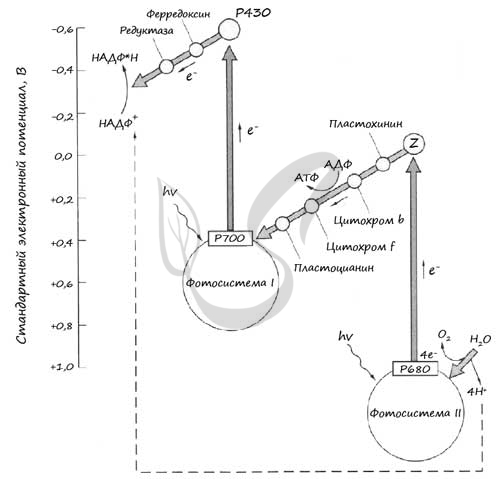 Стандартный электронный потенциал, В
-0,6
-0,4
-0,2
0,0
+0,2
+0,4
+0,6
+0,8
+1,0
Ферредоксин
P430
Редуктаза
НАДФ*Н
e⁻
НАДФ⁺
e⁻
Пластохинин
Z
АДФ
АТФ
hv
Цитохром b
P700
Цитохром f
Пластоцианин
Фотосистема I
e⁻
hv
O₂
H₂O
4e⁻
P680
4H⁺
Фотосистема II